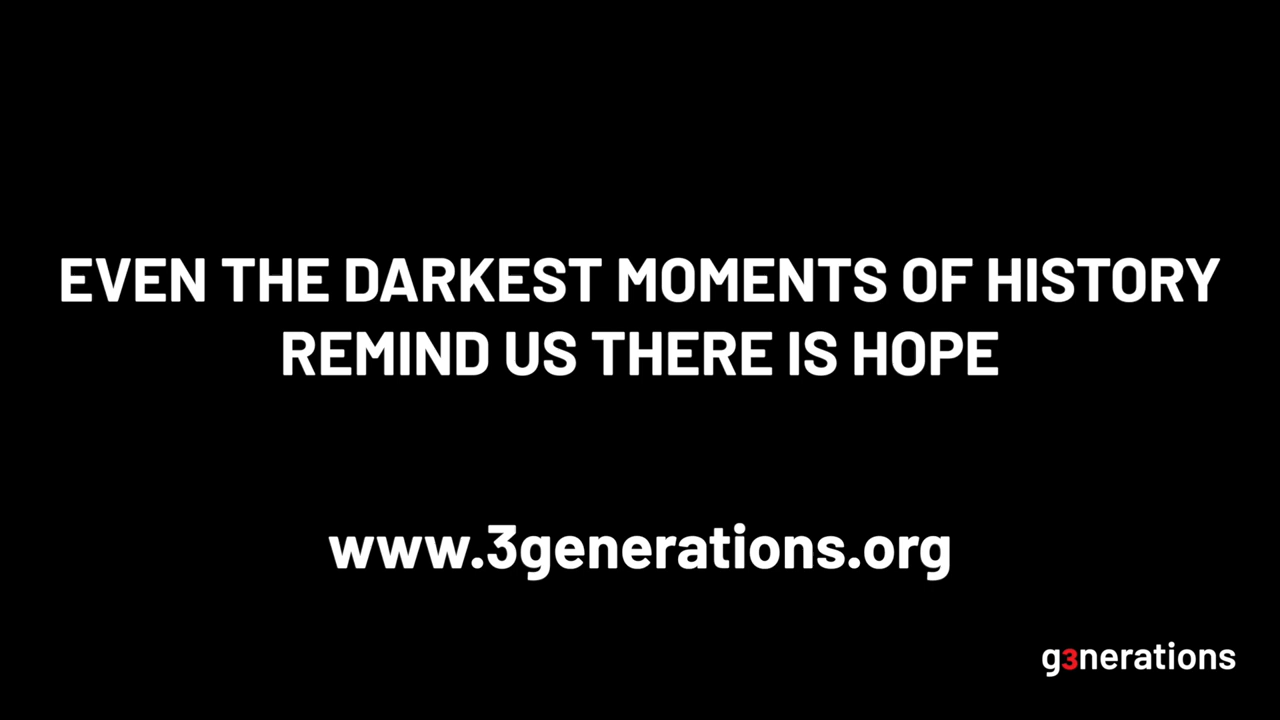 EVEN THE DARKEST MOMENTS OF HISTORY
REMIND US THERE IS HOPE
www.3generations.org
g3nerations